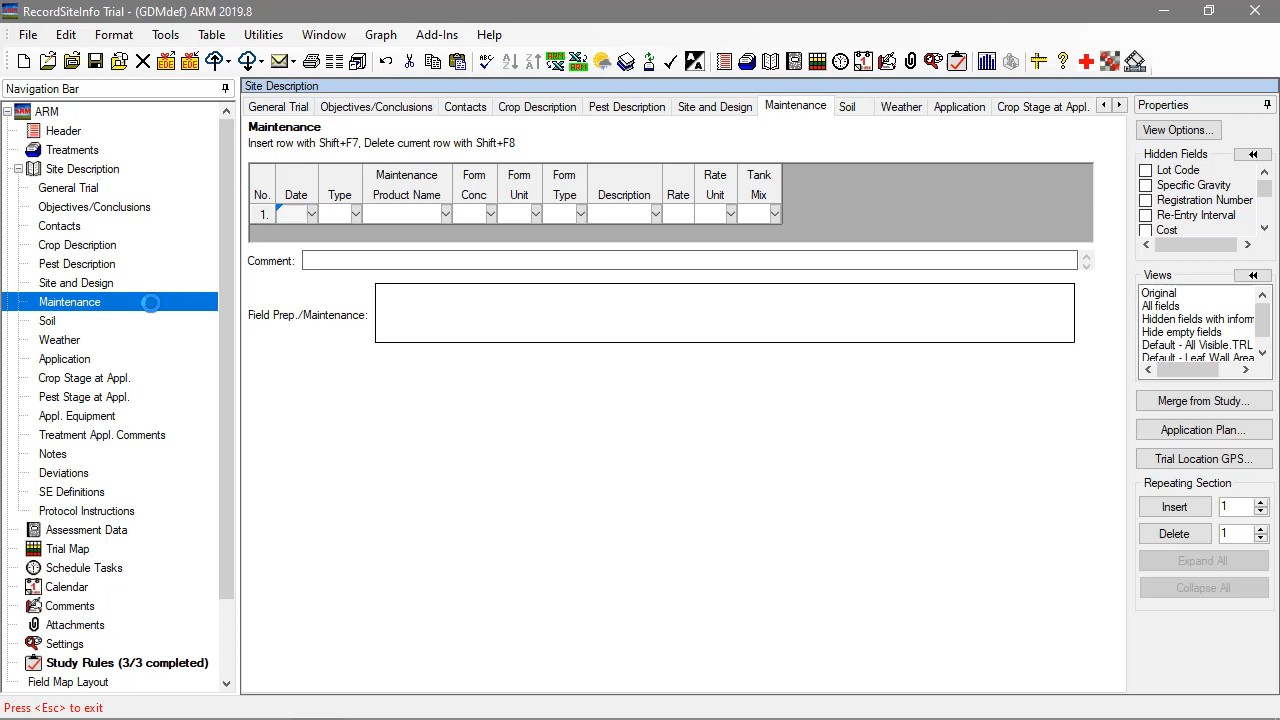 RecordSiteInfo Trial - (GDMdef) ARM 2019.8
File Edit Format Tools Table Utilities Window Graph Add-Ins Help
Navigation Bar
ARM
Header
Treatments
Site Description
General Trial
Objectives/Conclusions
Contacts
Crop Description
Pest Description
Site and Design
Maintenance
Soil
Weather
Application
Crop Stage at Appl.
Pest Stage at Appl.
Appl. Equipment
Treatment Appl. Comments
Notes
Deviations
SE Definitions
Protocol Instructions
Assessment Data
Trial Map
Schedule Tasks
Calendar
Comments
Attachments
Settings
Study Rules (3/3 completed)
Field Map Layout
Site Description
General Trial Objectives/Conclusions Contacts Crop Description Pest Description Site and Design Maintenance Soil Weather Application Crop Stage at Appl.
Maintenance
Insert row with Shift+F7, Delete current row with Shift+F8
Maintenance Form Form Form Rate Tank
No. Date Type Product Name Conc Unit Type Description Rate Unit Mix
1.
Comment:
Field Prep./Maintenance:
Properties
View Options...
Hidden Fields
Lot Code
Specific Gravity
Registration Number
Re-Entry Interval
Cost
Views
Original
All fields
Hidden fields with inform
Hide empty fields
Default - All Visible.TRL
Default - Leaf Wall Area
Merge from Study...
Application Plan...
Trial Location GPS...
Repeating Section
Insert 1
Delete 1
Expand All
Collapse All
Press <Esc> to exit